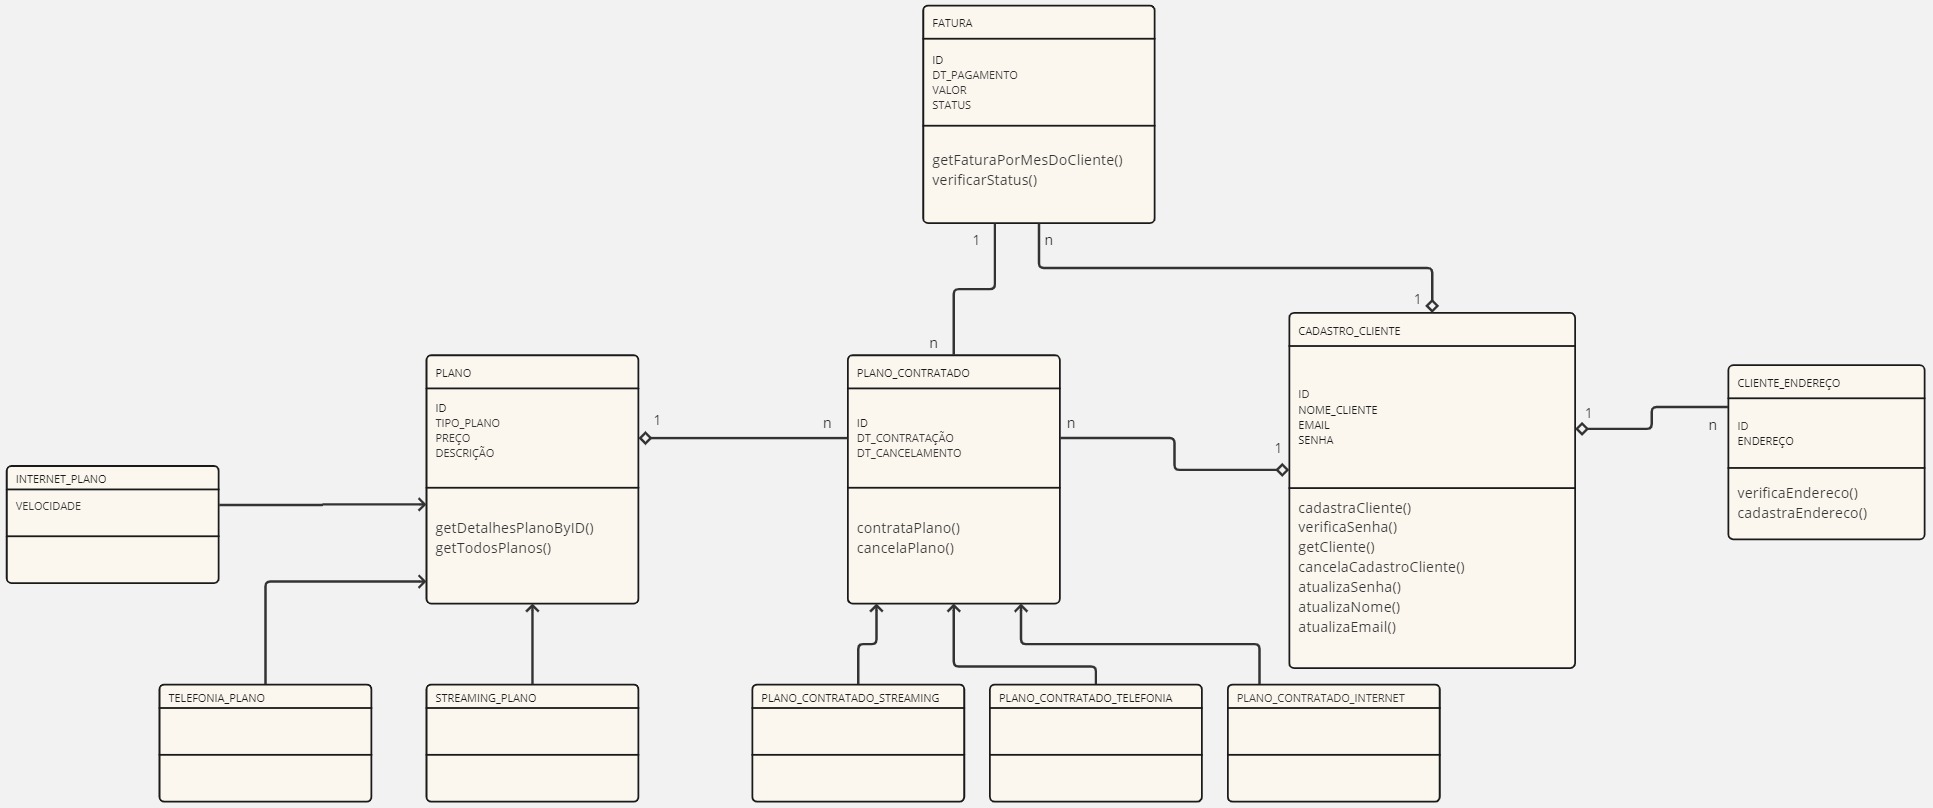 FATURA
ID
DT_PAGAMENTO
VALOR
STATUS
getFaturaPorMesDoCliente()
verificarStatus()
1
n
1
n
CADASTRO_CLIENTE
ID
NOME_CLIENTE
EMAIL
SENHA
cadastraCliente()
verificaSenha()
getCliente()
cancelaCadastroCliente()
atualizaSenha()
atualizaNome()
atualizaEmail()
PLANO
ID
TIPO_PLANO
PREÇO
DESCRIÇÃO
getDetalhesPlanoByID()
getTodosPlanos()
1
n
PLANO_CONTRATADO
ID
DT_CONTRATAÇÃO
DT_CANCELAMENTO
contrataPlano()
cancelaPlano()
n
1
1
n
CLIENTE_ENDEREÇO
ID
ENDEREÇO
verificaEndereco()
cadastraEndereco()
INTERNET_PLANO
VELOCIDADE
TELEFONIA_PLANO
STREAMING_PLANO
PLANO_CONTRATADO_STREAMING
PLANO_CONTRATADO_TELEFONIA
PLANO_CONTRATADO_INTERNET